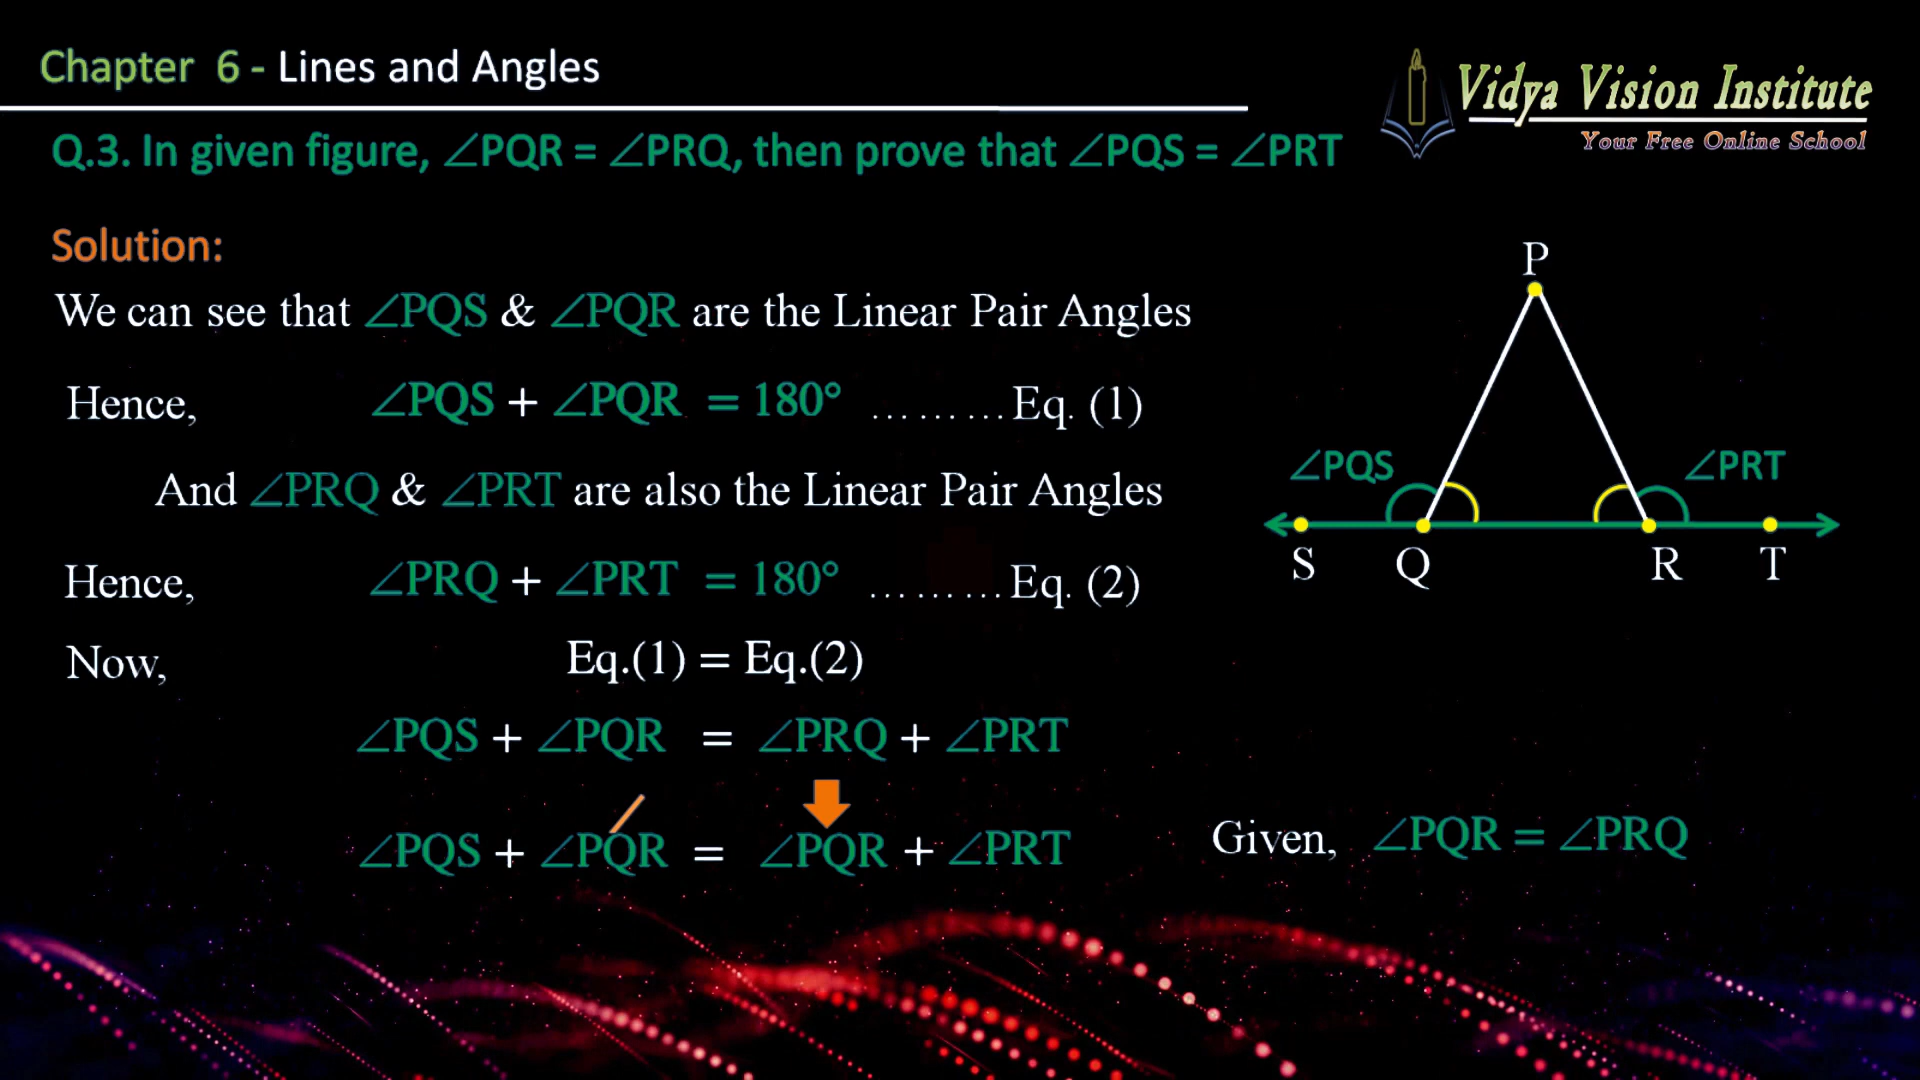 Chapter 6 - Lines and Angles
Vidya Vision Institute
Your Free Online School
Q.3. In given figure, ∠PQR = ∠PRQ, then prove that ∠PQS = ∠PRT
Solution:
We can see that ∠PQS & ∠PQR are the Linear Pair Angles
Hence, ∠PQS + ∠PQR = 180° ......... Eq. (1)
And ∠PRQ & ∠PRT are also the Linear Pair Angles
Hence, ∠PRQ + ∠PRT = 180° ......... Eq. (2)
Now, Eq.(1) = Eq.(2)
∠PQS + ∠PQR = ∠PRQ + ∠PRT
∠PQS + ∠PQR = ∠PQR + ∠PRT
Given, ∠PQR = ∠PRQ
P
∠PQS ∠PRT
S Q R T